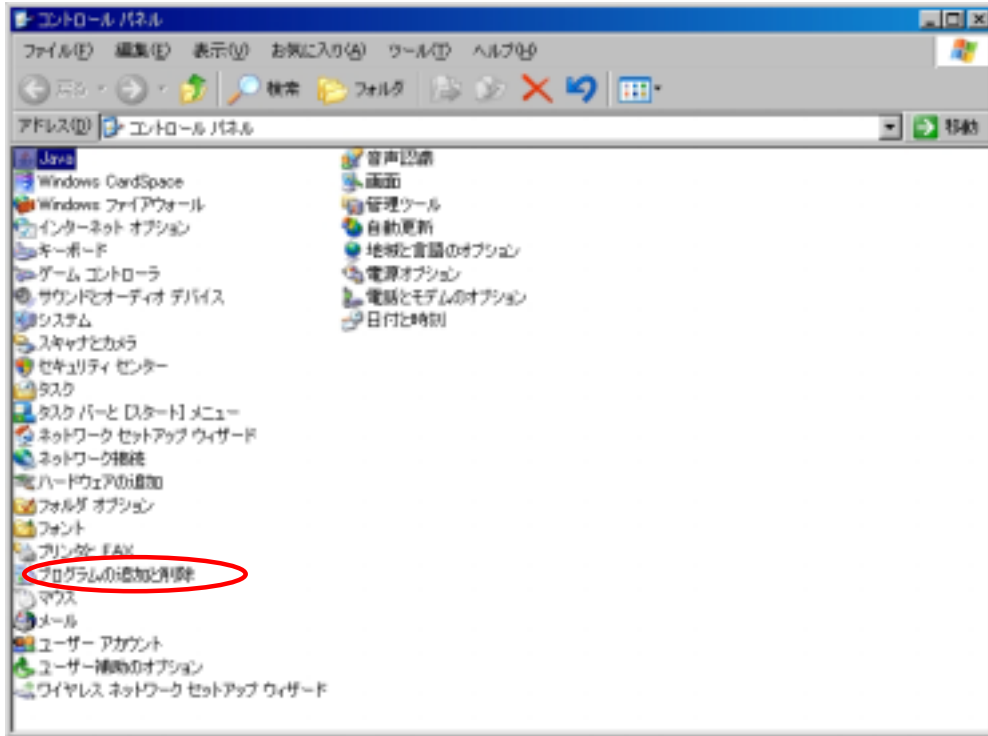 コントロール パネル
ファイル(F) 編集(E) 表示(V) お気に入り(A) ツール(T) ヘルプ(H)
戻る 検索 フォルダ
アドレス(D) コントロール パネル 移動
Java
Windows CardSpace
Windows ファイアウォール
インターネット オプション
キーボード
ゲーム コントローラ
サウンドとオーディオ デバイス
システム
スキャナとカメラ
セキュリティ センター
タスク
タスク バーと [スタート] メニュー
ネットワーク セットアップ ウィザード
ネットワーク接続
ハードウェアの追加
フォルダ オプション
フォント
プリンタと FAX
プログラムの追加と削除
マウス
メール
ユーザー アカウント
ユーザー補助のオプション
ワイヤレス ネットワーク セットアップ ウィザード
音声認識
画面
管理ツール
自動更新
地域と言語のオプション
電源オプション
電話とモデムのオプション
日付と時刻